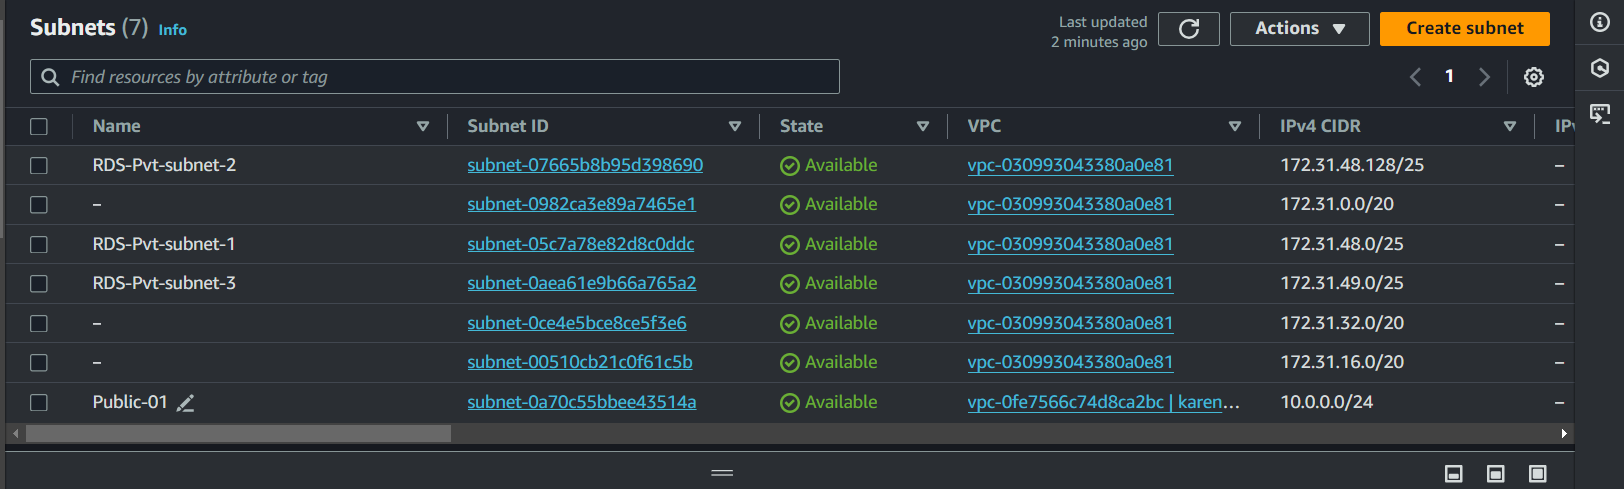 Subnets (7) Info
Last updated
2 minutes ago
Actions
Create subnet
Find resources by attribute or tag
1
Name Subnet ID State VPC IPv4 CIDR IPv
RDS-Pvt-subnet-2 subnet-07665b8b95d398690 Available vpc-030993043380a0e81 172.31.48.128/25 –
– subnet-0982ca3e89a7465e1 Available vpc-030993043380a0e81 172.31.0.0/20 –
RDS-Pvt-subnet-1 subnet-05c7a78e82d8c0ddc Available vpc-030993043380a0e81 172.31.48.0/25 –
RDS-Pvt-subnet-3 subnet-0aea61e9b66a765a2 Available vpc-030993043380a0e81 172.31.49.0/25 –
– subnet-0ce4e5bce8ce5f3e6 Available vpc-030993043380a0e81 172.31.32.0/20 –
– subnet-00510cb21c0f61c5b Available vpc-030993043380a0e81 172.31.16.0/20 –
Public-01 subnet-0a70c55bbee43514a Available vpc-0fe7566c74d8ca2bc | karen... 10.0.0.0/24 –